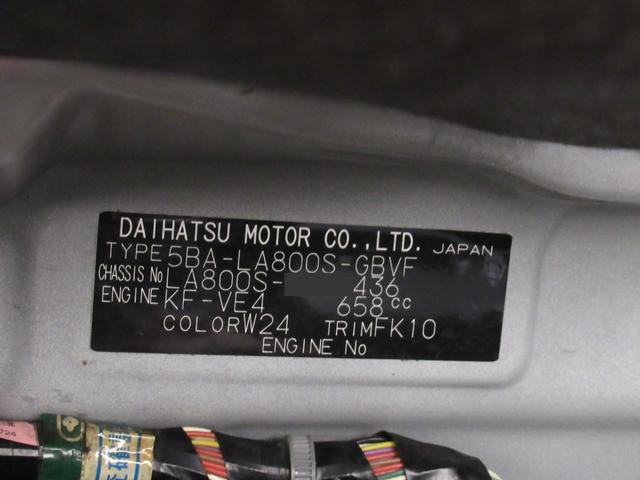 DAIHATSU MOTOR CO.,LTD. JAPAN
TYPE 5BA-LA800S-GBVF
CHASSIS No LA800S- 436
ENGINE KF-VE4 658cc
COLOR W24 TRIM FK10
ENGINE No